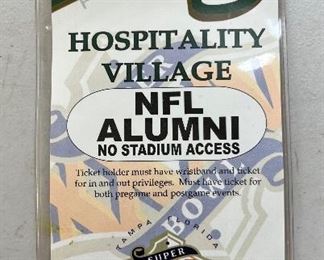 HOSPITALITY
VILLAGE
NFL
ALUMNI
NO STADIUM ACCESS
Ticket holder must have wristband and ticket
for in and out privileges. Must have ticket for
both pregame and postgame events.
TAMPA FLORIDA
SUPER
BOWL